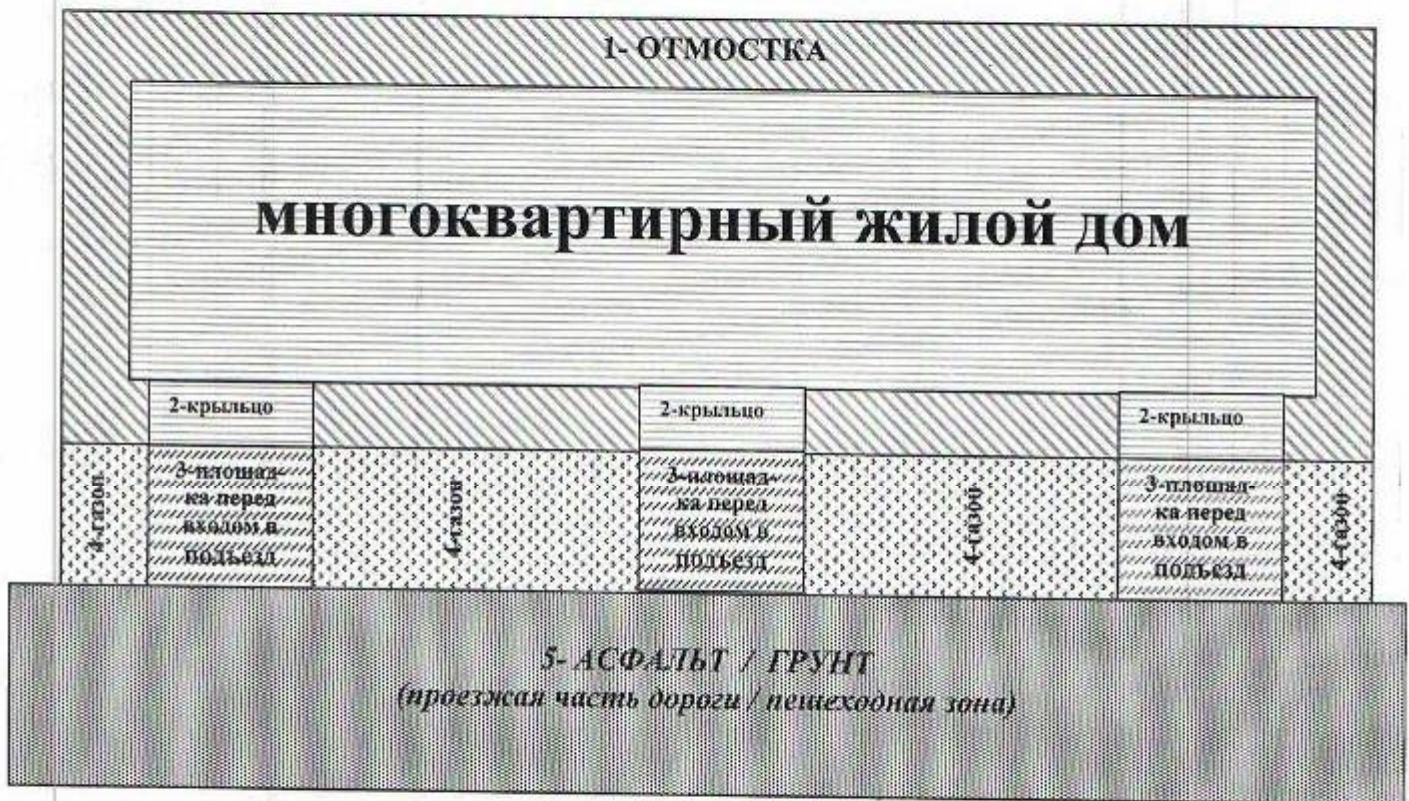 1- ОТМОСТКА
многоквартирный жилой дом
2-крыльцо
2-крыльцо
2-крыльцо
4-газон
3-площад-
ка перед
входом в
подъезд
4-газон
3-площад-
ка перед
входом в
подъезд
4-газон
3-площад-
ка перед
входом в
подъезд
4-газон
5- АСФАЛЬТ / ГРУНТ
(проезжая часть дороги / пешеходная зона)